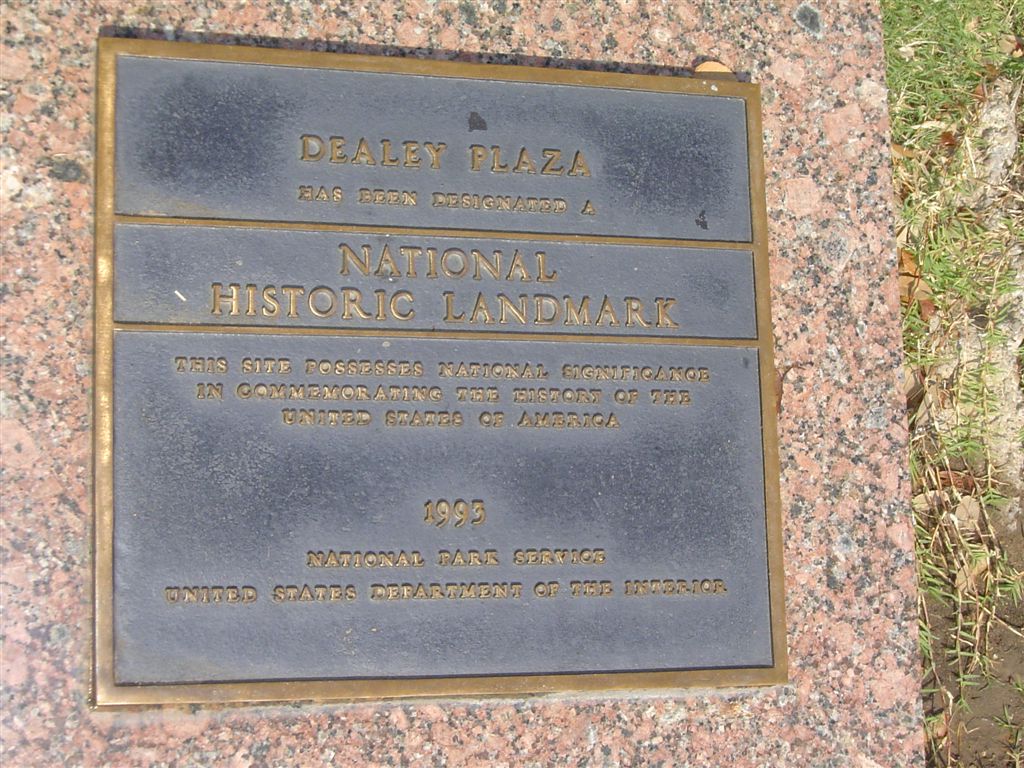 DEALEY PLAZA
HAS BEEN DESIGNATED A
NATIONAL
HISTORIC LANDMARK
THIS SITE POSSESSES NATIONAL SIGNIFICANCE
IN COMMEMORATING THE HISTORY OF THE
UNITED STATES OF AMERICA
1993
NATIONAL PARK SERVICE
UNITED STATES DEPARTMENT OF THE INTERIOR